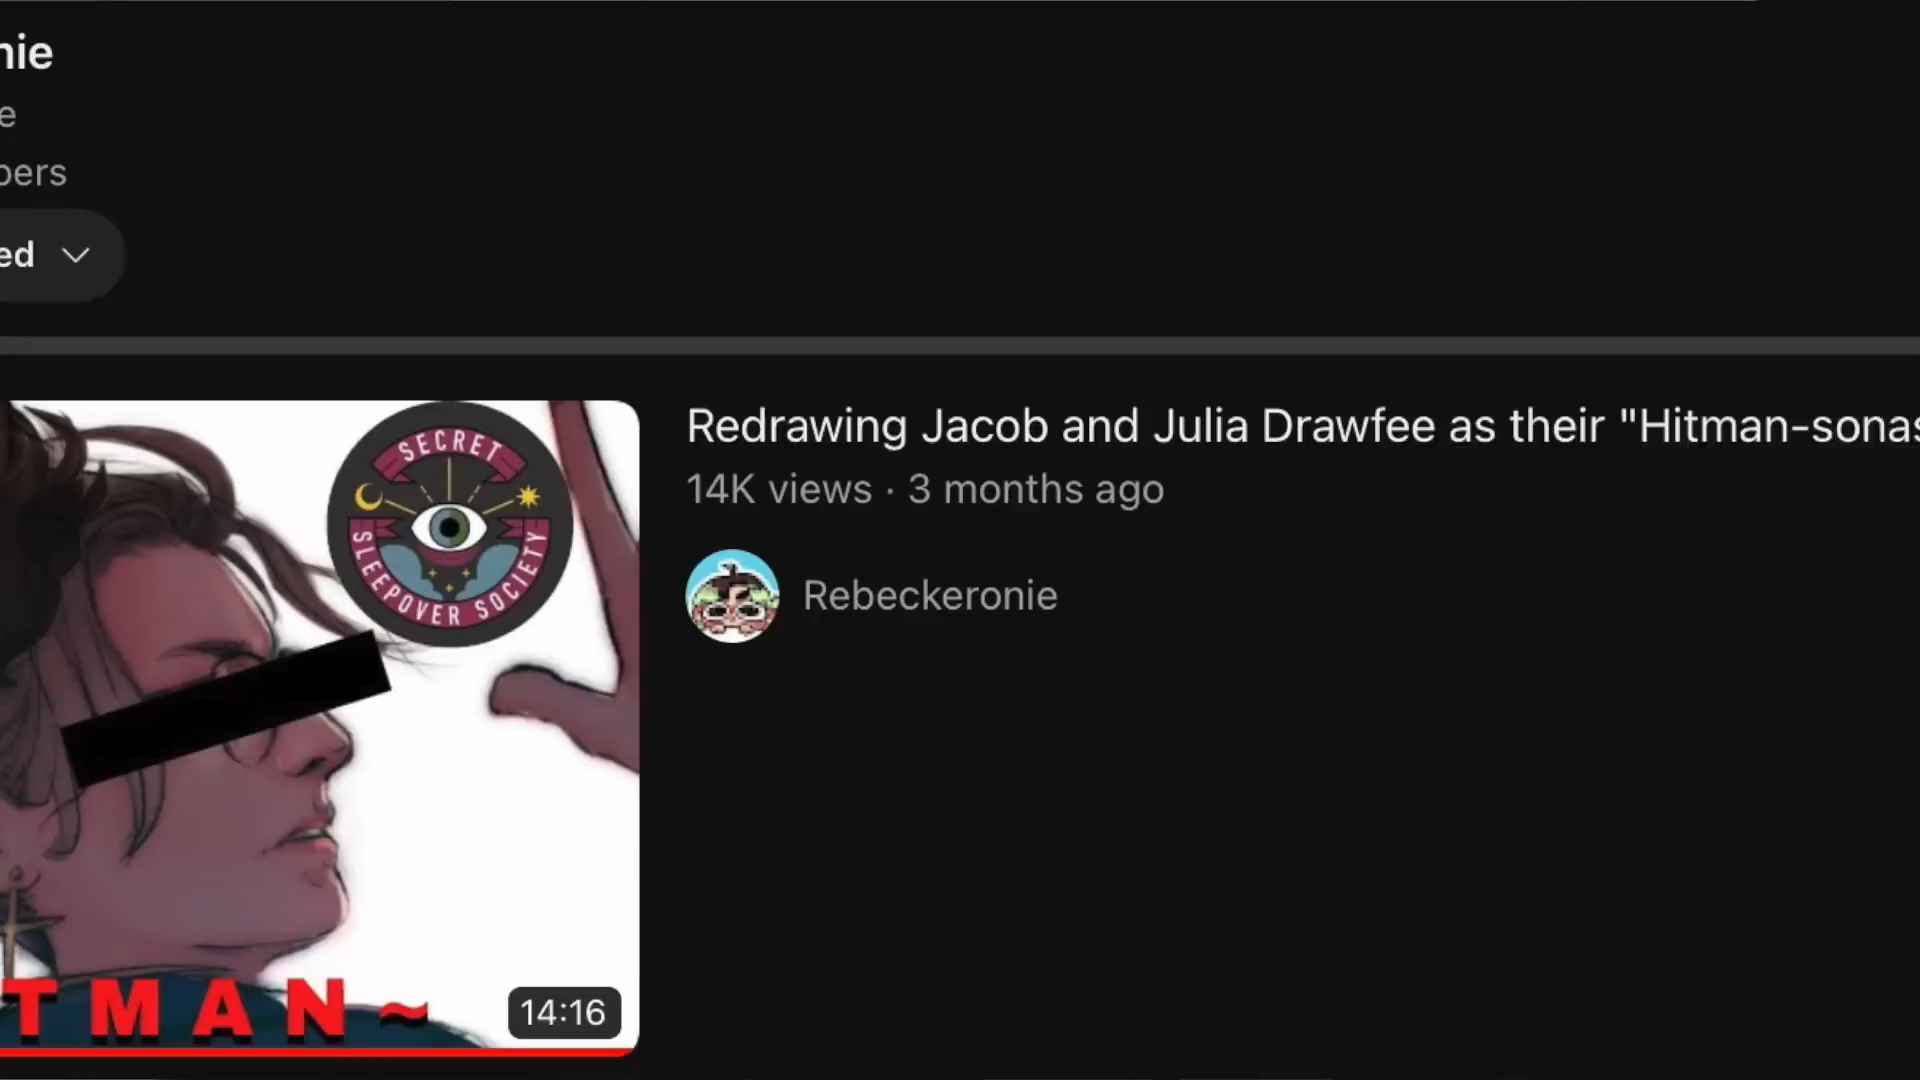 nie
e
bers
ed
SECRET
SLEEPOVER SOCIETY
TMAN~
14:16
Redrawing Jacob and Julia Drawfee as their "Hitman-sonas
14K views · 3 months ago
Rebeckeronie